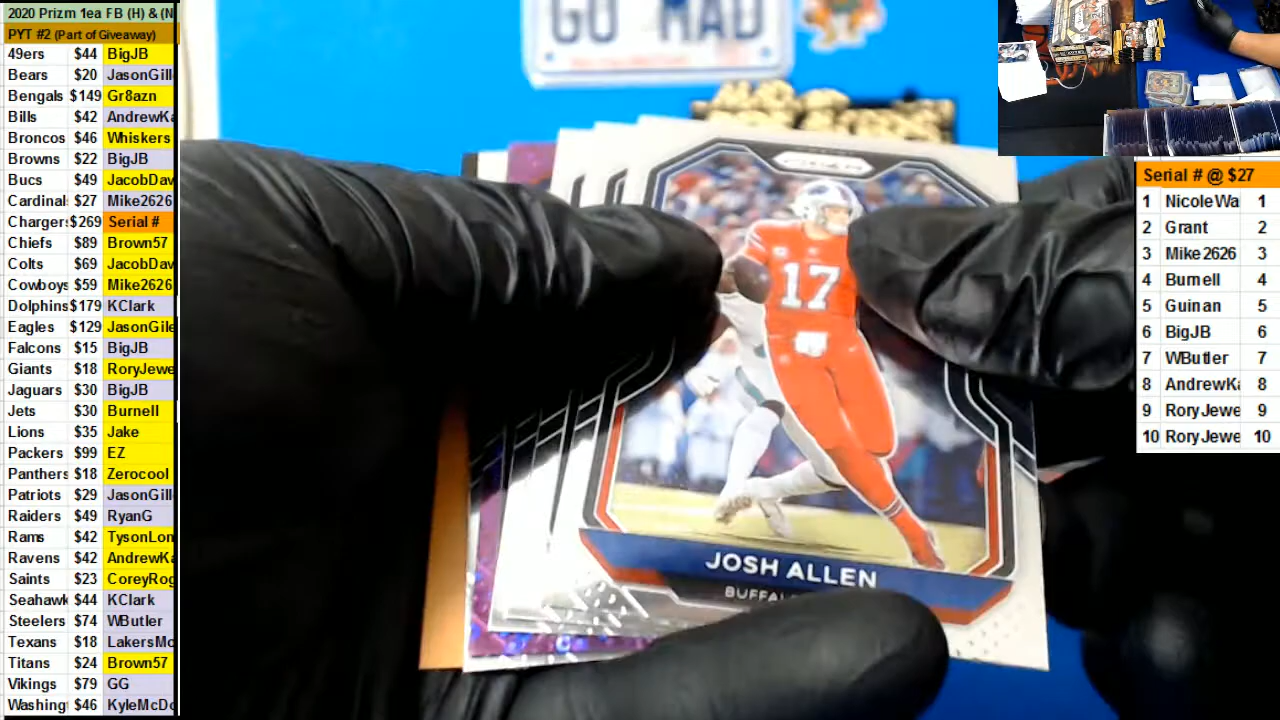 2020 Prizm 1ea FB (H) & (N
PYT #2 (Part of Giveaway)
49ers $44 BigJB
Bears $20 JasonGill
Bengals $149 Gr8azn
Bills $42 AndrewKa
Broncos $46 Whiskers
Browns $22 BigJB
Bucs $49 JacobDav
Cardinal $27 Mike2626
Charger $269 Serial #
Chiefs $89 Brown57
Colts $69 JacobDav
Cowboys $59 Mike2626
Dolphins $179 KClark
Eagles $129 JasonGile
Falcons $15 BigJB
Giants $18 RoryJewe
Jaguars $30 BigJB
Jets $30 Burnell
Lions $35 Jake
Packers $99 EZ
Panthers $18 Zerocool
Patriots $29 JasonGill
Raiders $49 RyanG
Rams $42 TysonLon
Ravens $42 AndrewKa
Saints $23 CoreyRog
Seahawk $44 KClark
Steelers $74 WButler
Texans $18 LakersMc
Titans $24 Brown57
Vikings $79 GG
Washing $46 KyleMcDo
GO MAD
PRIZM
17
JOSH ALLEN
BUFFAL
Serial # @ $27
1 NicoleWa 1
2 Grant 2
3 Mike2626 3
4 Burnell 4
5 Guinan 5
6 BigJB 6
7 WButler 7
8 AndrewKa 8
9 RoryJewe 9
10 RoryJewe 10